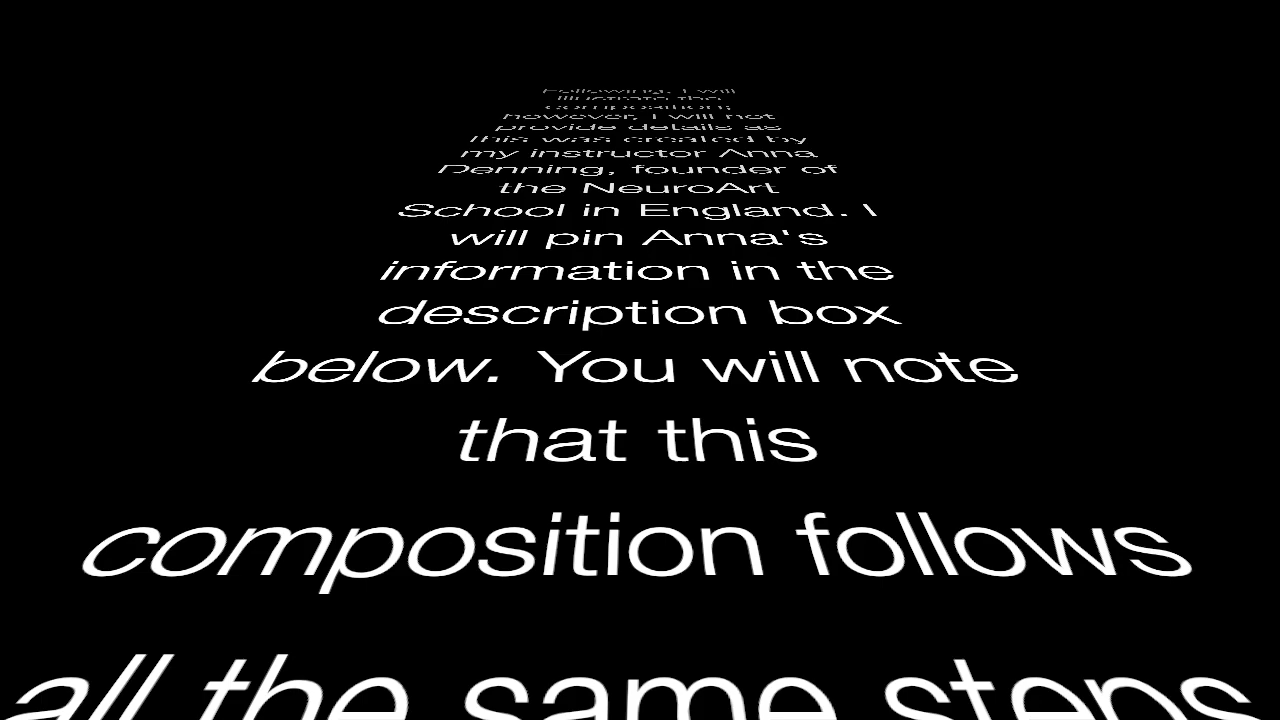 Following, I will
illustrate the
composition;
however, I will not
provide details as
this was created by
my instructor Anna
Denning, founder of
the NeuroArt
School in England. I
will pin Anna's
information in the
description box
below. You will note
that this
composition follows
all the same steps